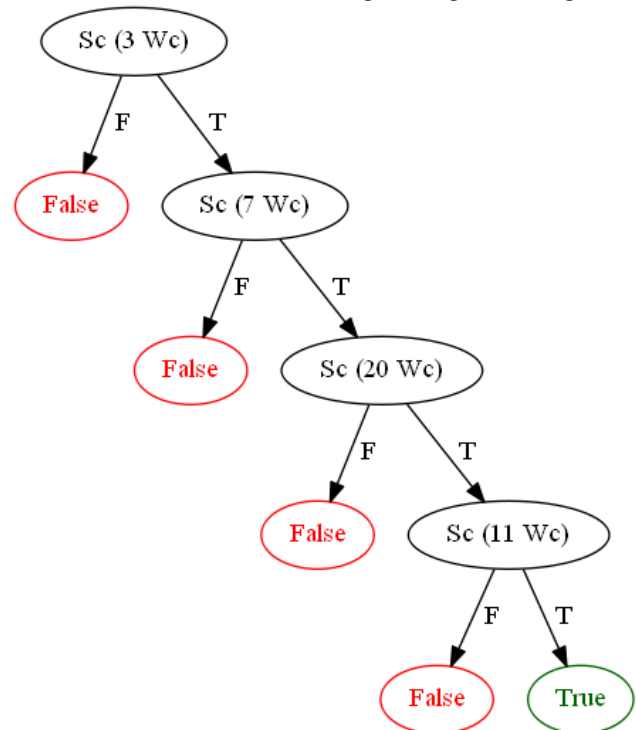 Sc (3 Wc)
F
T
False
Sc (7 Wc)
F
T
False
Sc (20 Wc)
F
T
False
Sc (11 Wc)
F
T
False
True